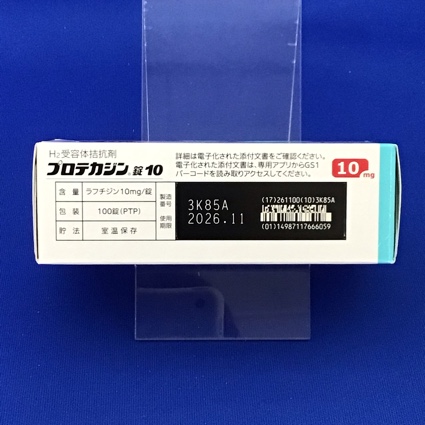 H₂受容体拮抗剤
プロテカジン錠10
詳細は電子化された添付文書をご確認ください。
電子化された添付文書は、専用アプリからGS1
バーコードを読み取りアクセスしてください。
10mg
含量 ラフチジン10mg/錠
包装 100錠(PTP)
貯法 室温保存
製造番号 3K85A
使用期限 2026.11
(17)261100(10)3K85A
(01)14987117666059